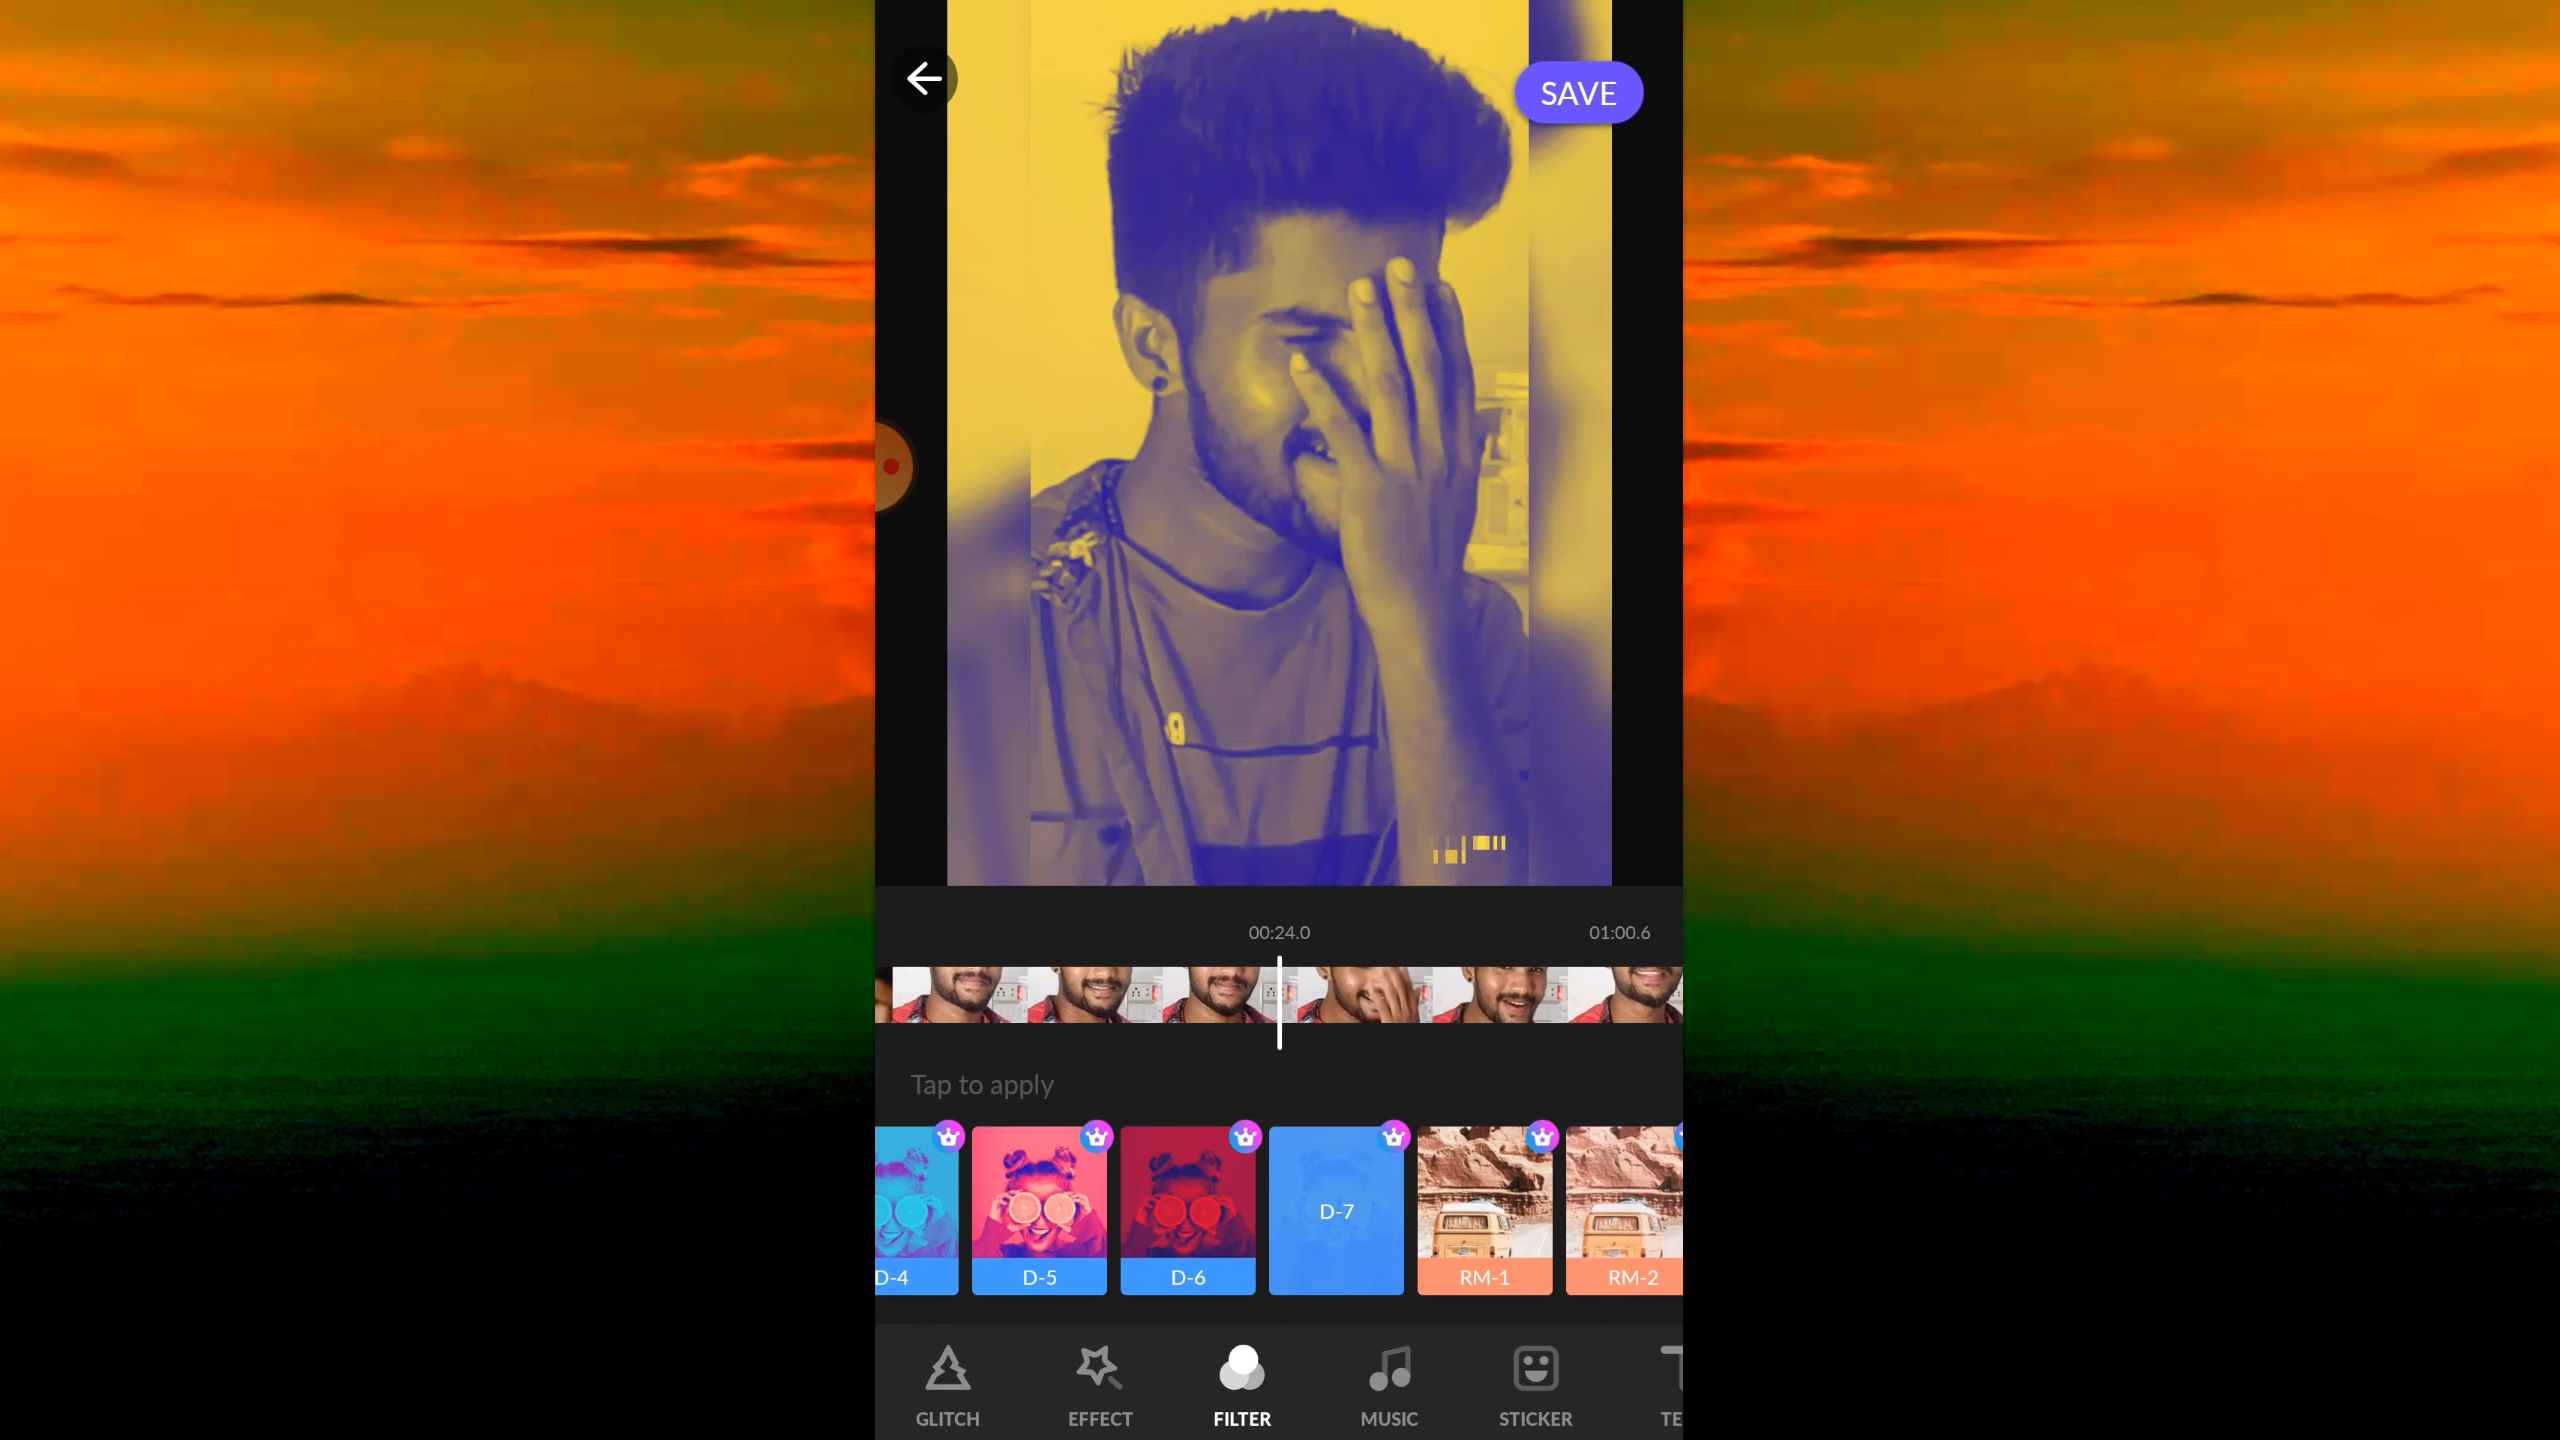 SAVE
00:24.0
01:00.6
Tap to apply
D-7
D-4
D-5
D-6
RM-1
RM-2
GLITCH
EFFECT
FILTER
MUSIC
STICKER
TE